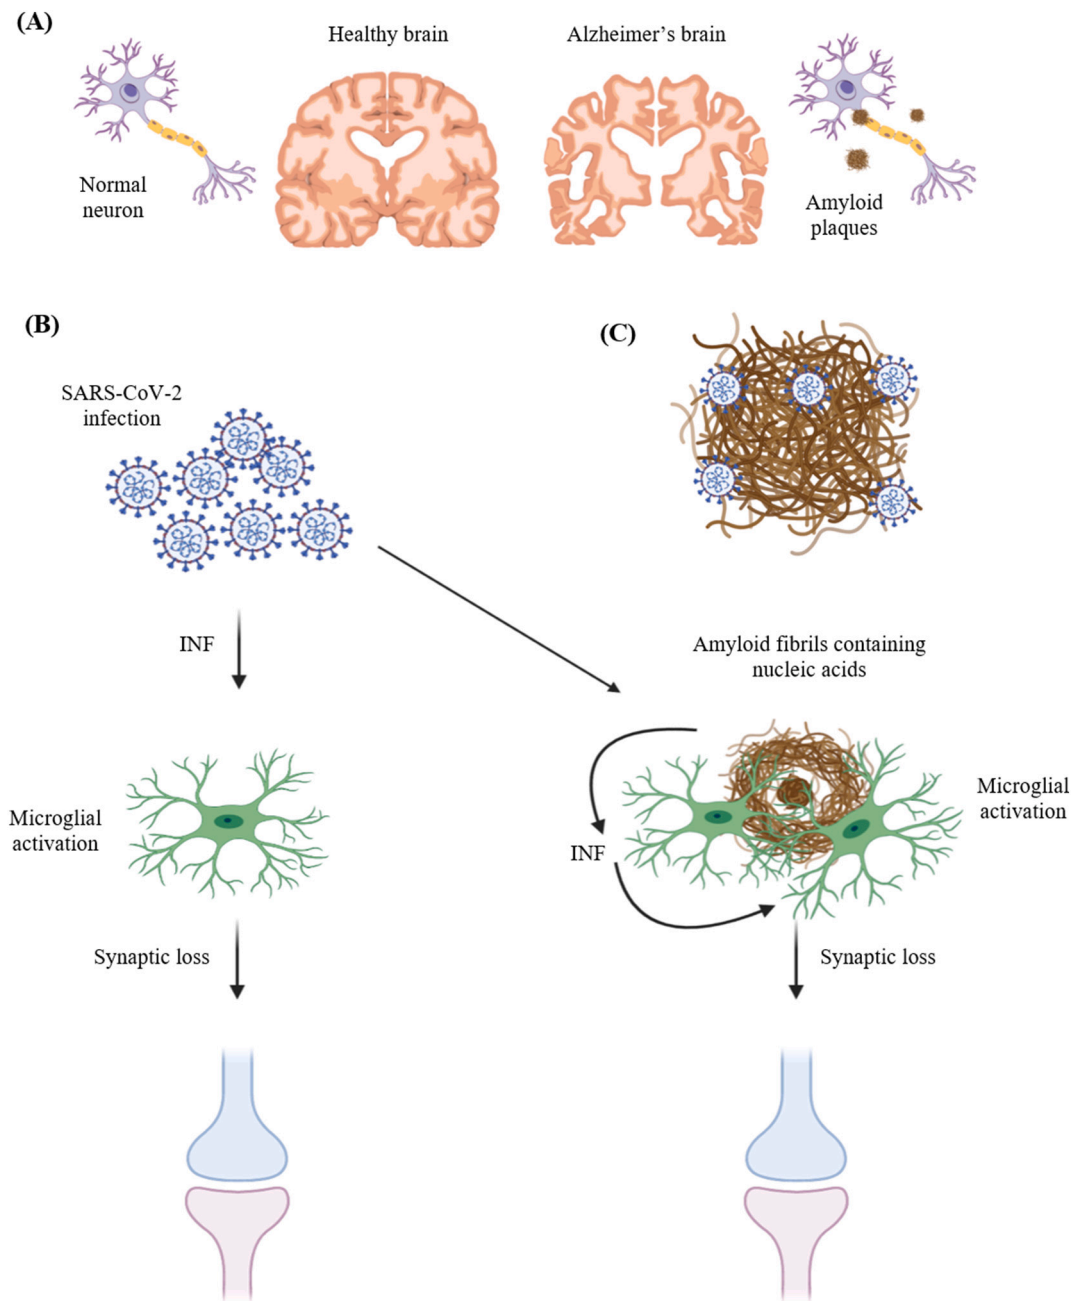 (A)
Healthy brain
Alzheimer’s brain
Normal
neuron
Amyloid
plaques
(B)
(C)
SARS-CoV-2
infection
INF
Amyloid fibrils containing
nucleic acids
Microglial
activation
Microglial
activation
INF
Synaptic loss
Synaptic loss